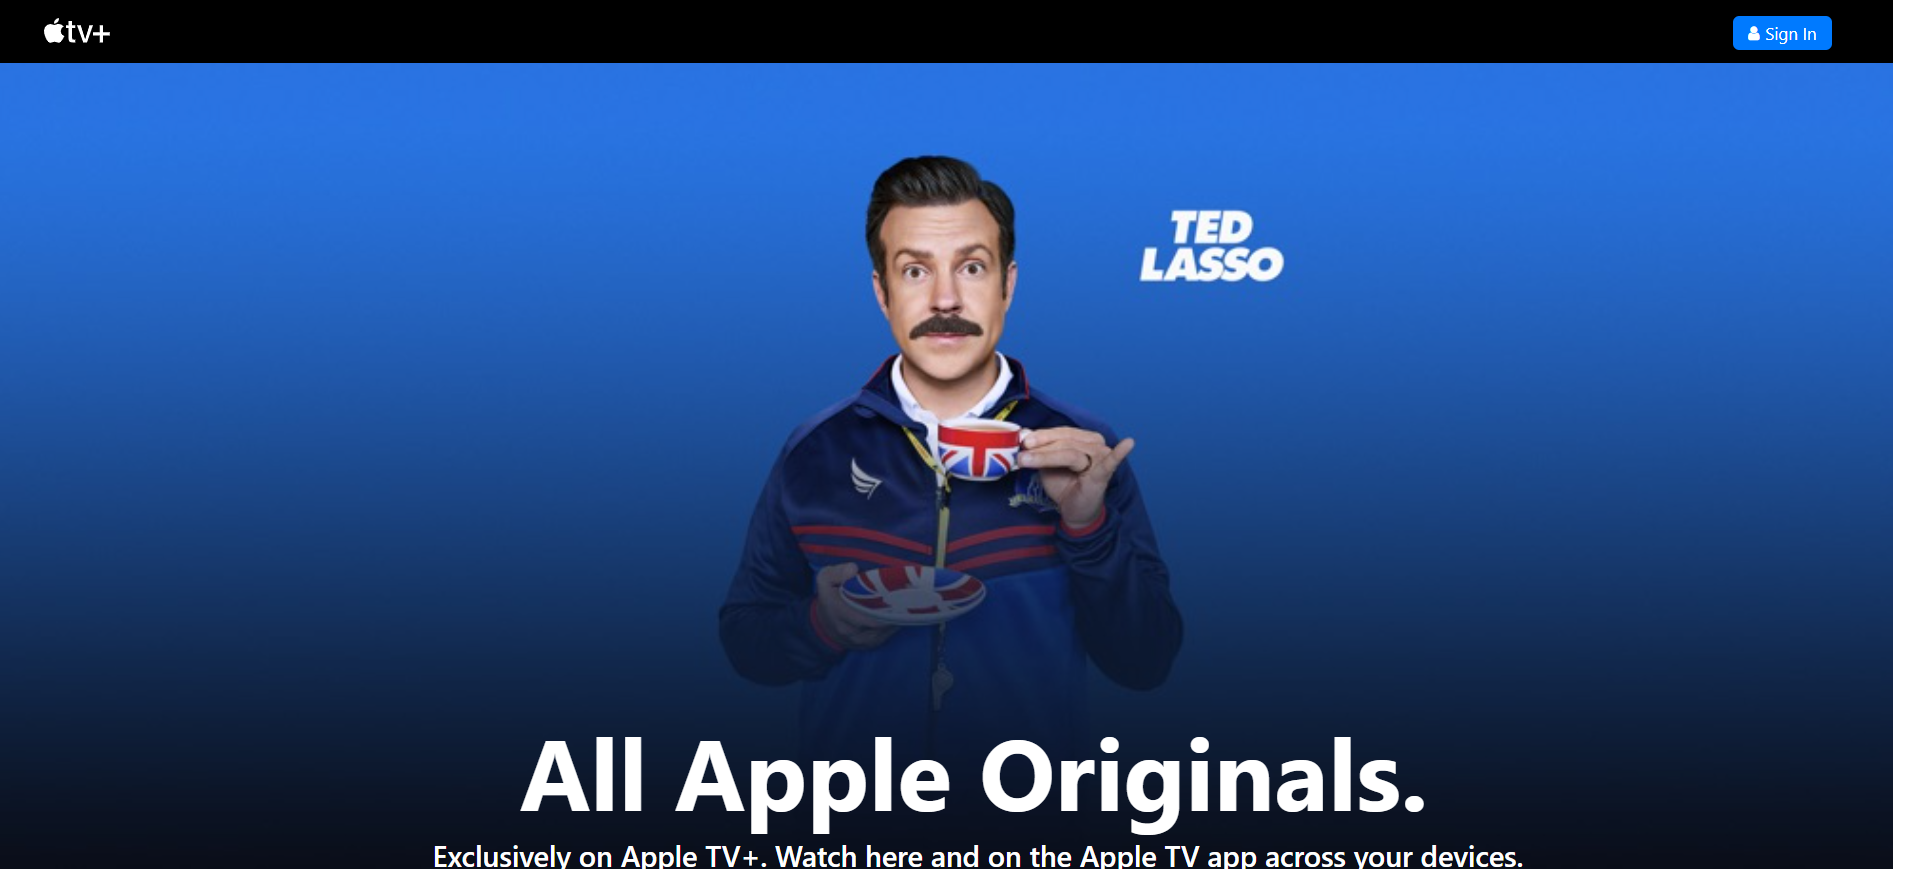 tv+
Sign In
TED
LASSO
All Apple Originals.
Exclusively on Apple TV+. Watch here and on the Apple TV app across your devices.